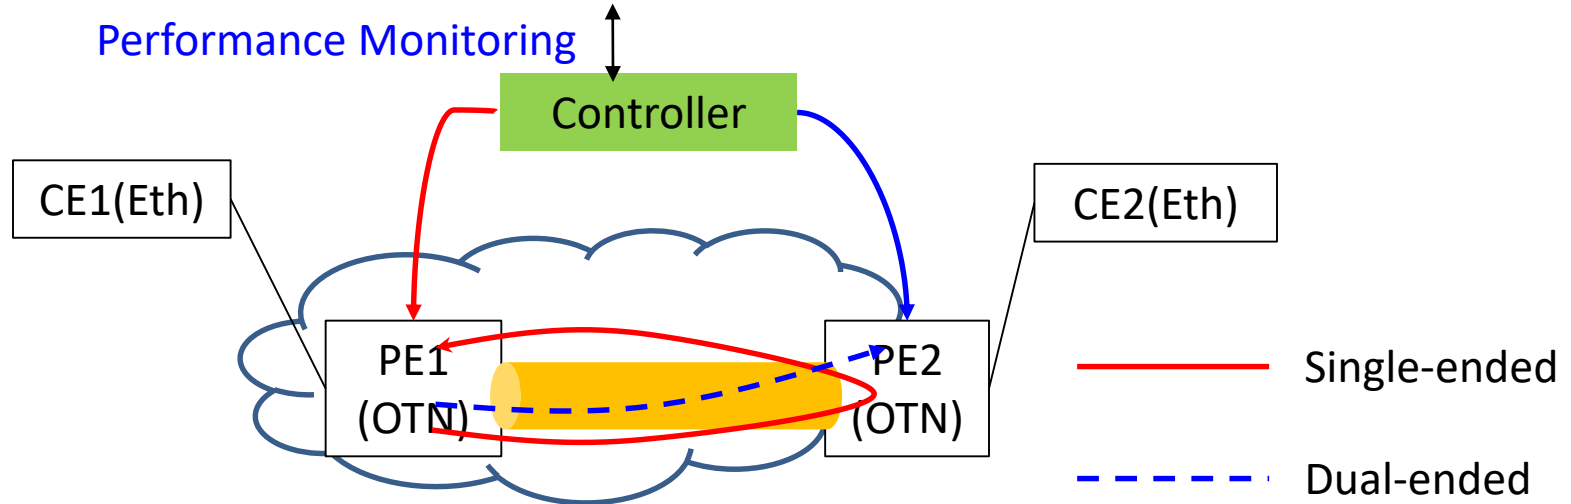 Performance Monitoring
Controller
CE1(Eth)
CE2(Eth)
PE1
(OTN)
PE2
(OTN)
Single-ended
Dual-ended